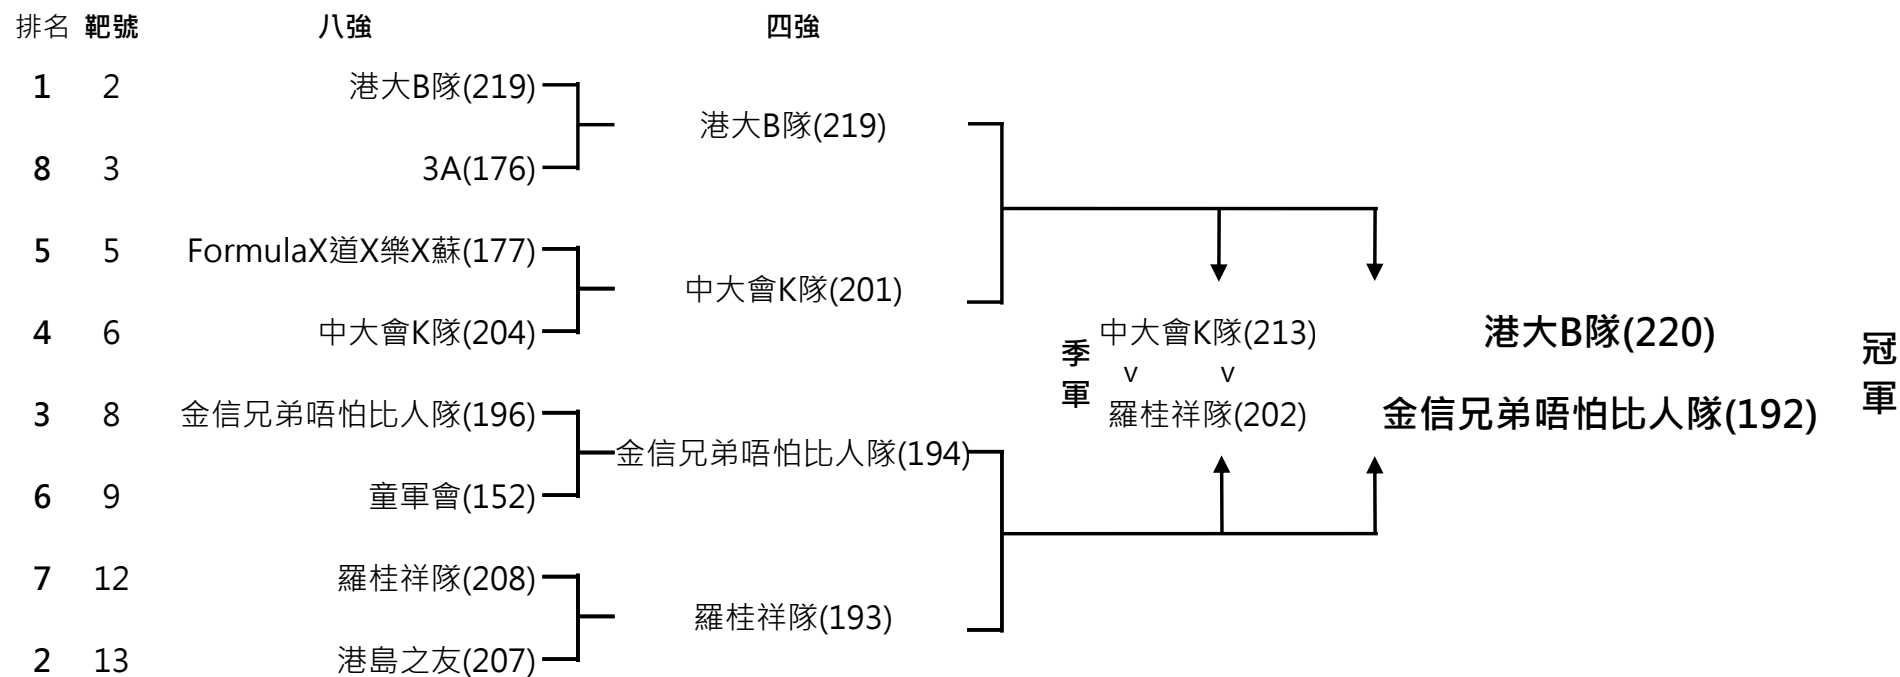 排名 靶號 八強 四強
1 2 港大B隊(219)
港大B隊(219)
8 3 3A(176)
5 5 FormulaX道X樂X蘇(177)
中大會K隊(201)
4 6 中大會K隊(204)
季軍
中大會K隊(213)
v v
羅桂祥隊(202)
港大B隊(220)
金信兄弟唔怕比人隊(192)
冠軍
3 8 金信兄弟唔怕比人隊(196)
金信兄弟唔怕比人隊(194)
6 9 童軍會(152)
7 12 羅桂祥隊(208)
羅桂祥隊(193)
2 13 港島之友(207)